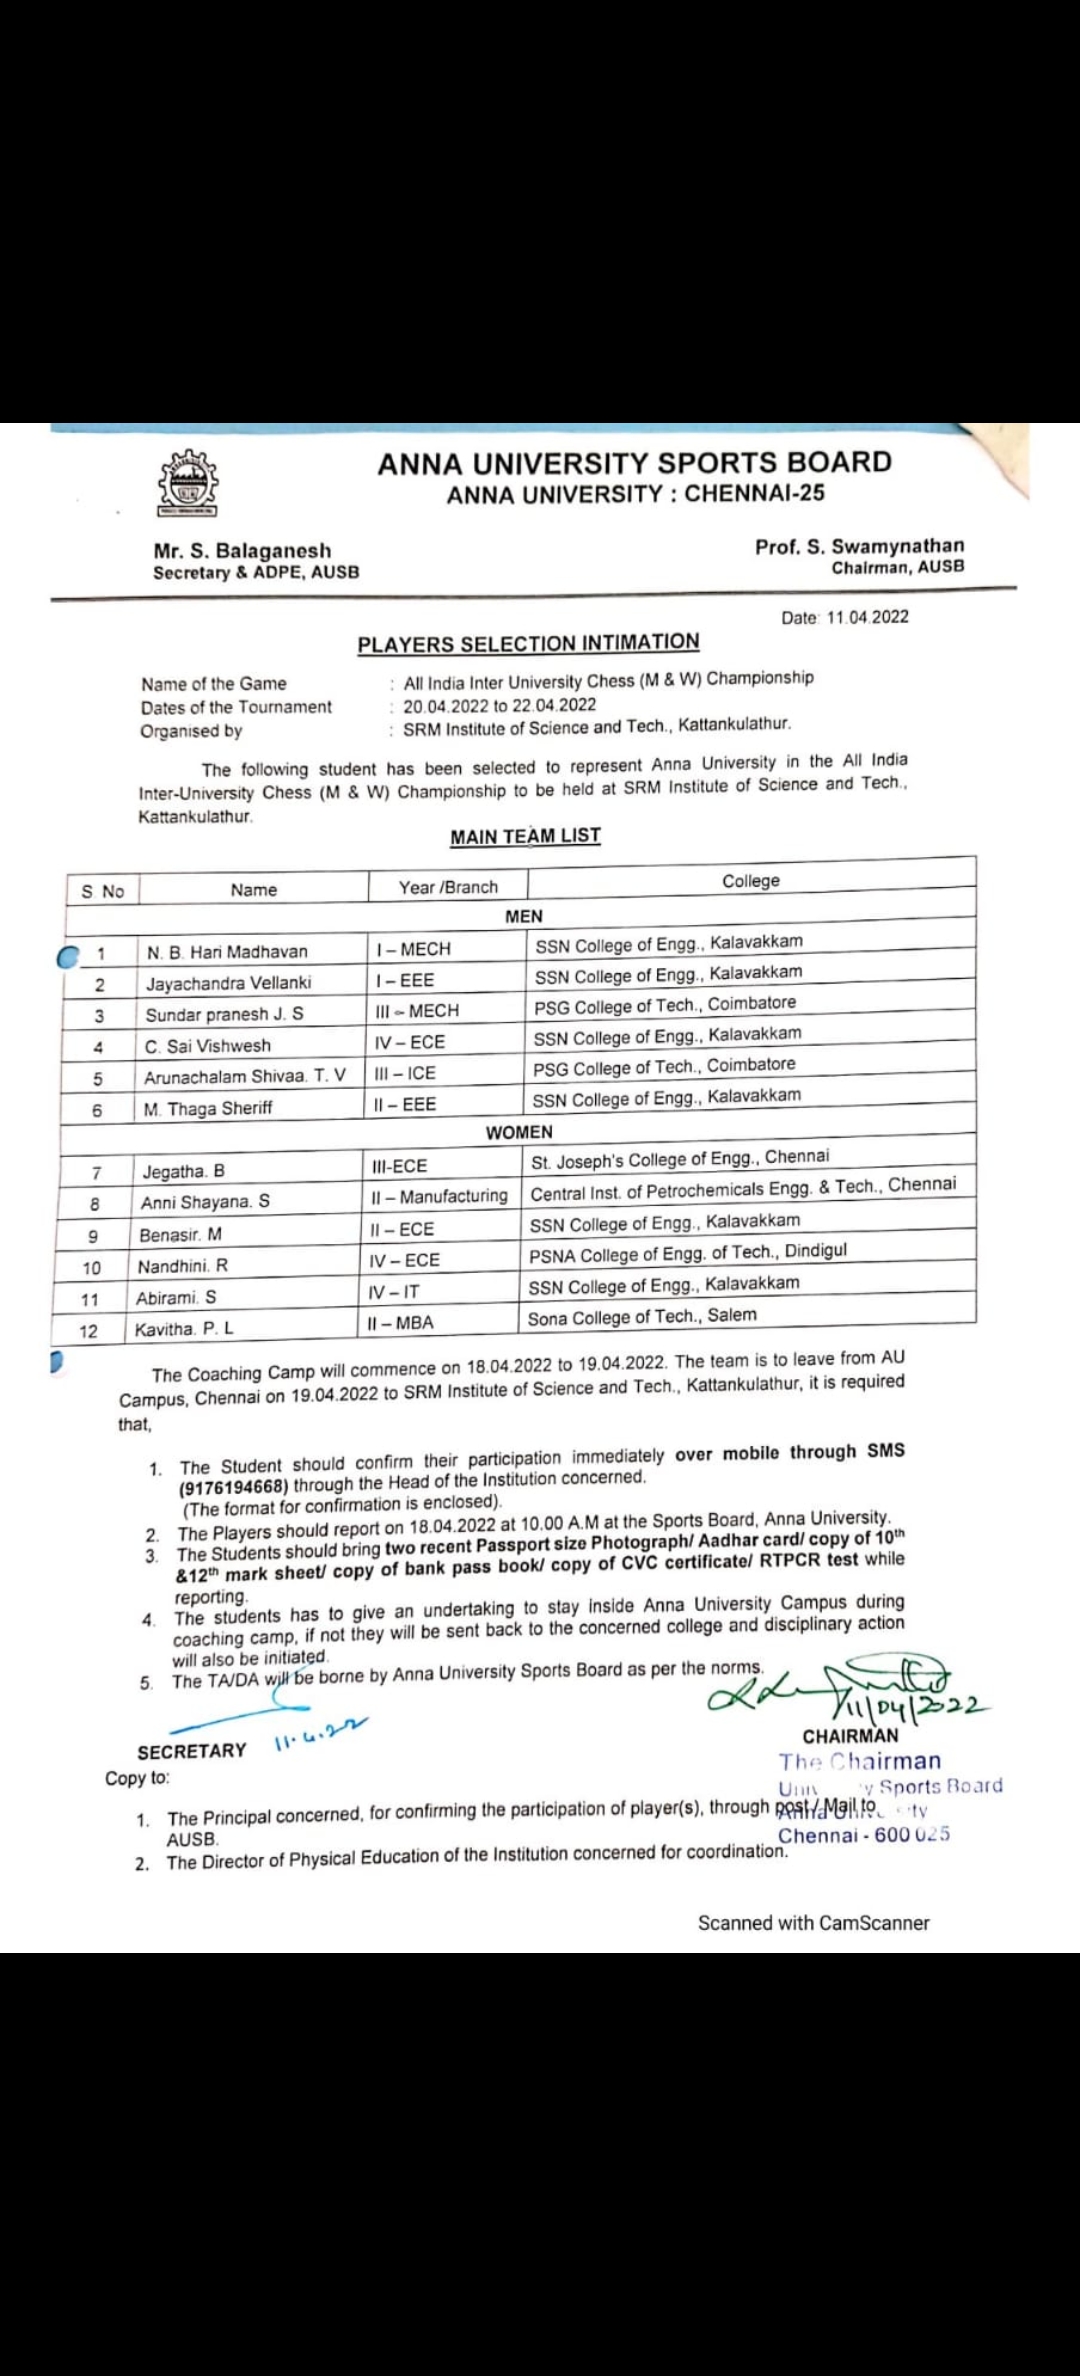 ANNA UNIVERSITY SPORTS BOARD
ANNA UNIVERSITY : CHENNAI-25
Mr. S. Balaganesh
Secretary & ADPE, AUSB
Prof. S. Swamynathan
Chairman, AUSB
Date: 11.04.2022
PLAYERS SELECTION INTIMATION
Name of the Game : All India Inter University Chess (M & W) Championship
Dates of the Tournament : 20.04.2022 to 22.04.2022
Organised by : SRM Institute of Science and Tech., Kattankulathur.
The following student has been selected to represent Anna University in the All India
Inter-University Chess (M & W) Championship to be held at SRM Institute of Science and Tech.,
Kattankulathur.
MAIN TEAM LIST
S. No Name Year /Branch College
MEN
1 N. B. Hari Madhavan I – MECH SSN College of Engg., Kalavakkam
2 Jayachandra Vellanki I – EEE SSN College of Engg., Kalavakkam
3 Sundar pranesh J. S III – MECH PSG College of Tech., Coimbatore
4 C. Sai Vishwesh IV – ECE SSN College of Engg., Kalavakkam
5 Arunachalam Shivaa. T. V III – ICE PSG College of Tech., Coimbatore
6 M. Thaga Sheriff II – EEE SSN College of Engg., Kalavakkam
WOMEN
7 Jegatha. B III-ECE St. Joseph's College of Engg., Chennai
8 Anni Shayana. S II – Manufacturing Central Inst. of Petrochemicals Engg. & Tech., Chennai
9 Benasir. M II – ECE SSN College of Engg., Kalavakkam
10 Nandhini. R IV – ECE PSNA College of Engg. of Tech., Dindigul
11 Abirami. S IV – IT SSN College of Engg., Kalavakkam
12 Kavitha. P. L II – MBA Sona College of Tech., Salem
The Coaching Camp will commence on 18.04.2022 to 19.04.2022. The team is to leave from AU
Campus, Chennai on 19.04.2022 to SRM Institute of Science and Tech., Kattankulathur, it is required
that,
1. The Student should confirm their participation immediately over mobile through SMS
(9176194668) through the Head of the Institution concerned.
(The format for confirmation is enclosed).
2. The Players should report on 18.04.2022 at 10.00 A.M at the Sports Board, Anna University.
3. The Students should bring two recent Passport size Photograph/ Aadhar card/ copy of 10th
&12th mark sheet/ copy of bank pass book/ copy of CVC certificate/ RTPCR test while
reporting.
4. The students has to give an undertaking to stay inside Anna University Campus during
coaching camp, if not they will be sent back to the concerned college and disciplinary action
will also be initiated.
5. The TA/DA will be borne by Anna University Sports Board as per the norms.
11/04/2022
11.4.22
SECRETARY
CHAIRMAN
The Chairman
Sports Board
Chennai - 600 025
Copy to:
1. The Principal concerned, for confirming the participation of player(s), through post / Mail to
AUSB.
2. The Director of Physical Education of the Institution concerned for coordination.
Scanned with CamScanner